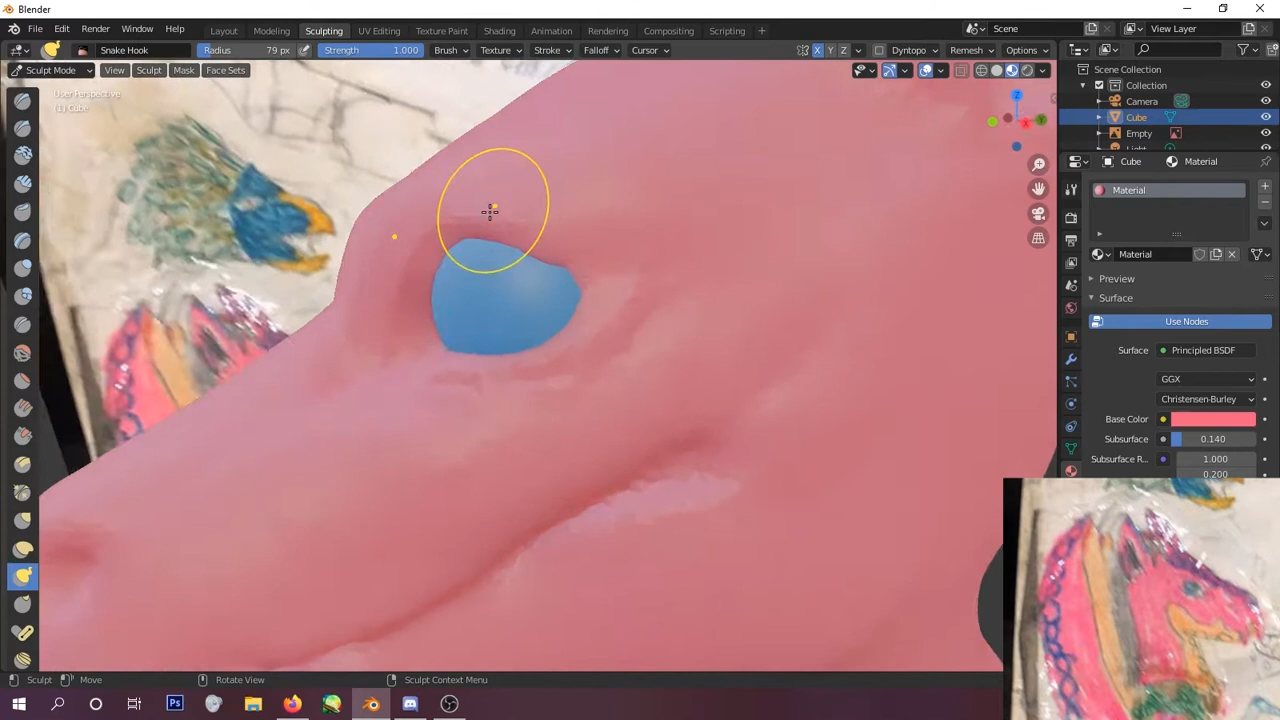 Blender
File Edit Render Window Help Layout Modeling Sculpting UV Editing Texture Paint Shading Animation Rendering Compositing Scripting Scene View Layer
Snake Hook Radius 79 px Strength 1.000 Brush Texture Stroke Falloff Cursor X Y Z Dyntopo Remesh Options
Sculpt Mode View Sculpt Mask Face Sets
Scene Collection
User Perspective
(1) Cube
Collection
Camera
Cube
Empty
Z
X
Y
Cube Material
Material
Material
Preview
Surface
Use Nodes
Surface Principled BSDF
GGX
Christensen-Burley
Base Color
Subsurface 0.140
Subsurface R... 1.000
0.200
Sculpt Move Rotate View Sculpt Context Menu
Ps